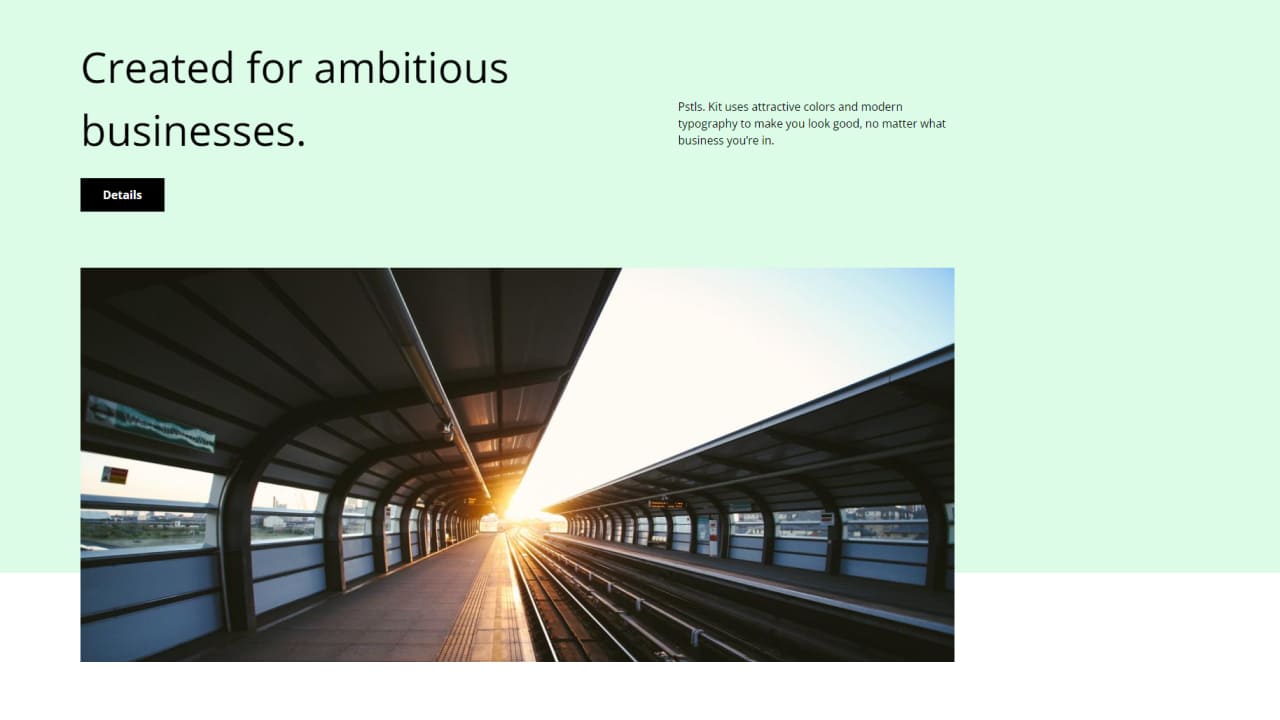 Created for ambitious
businesses.
Pstls. Kit uses attractive colors and modern
typography to make you look good, no matter what
business you're in.
Details